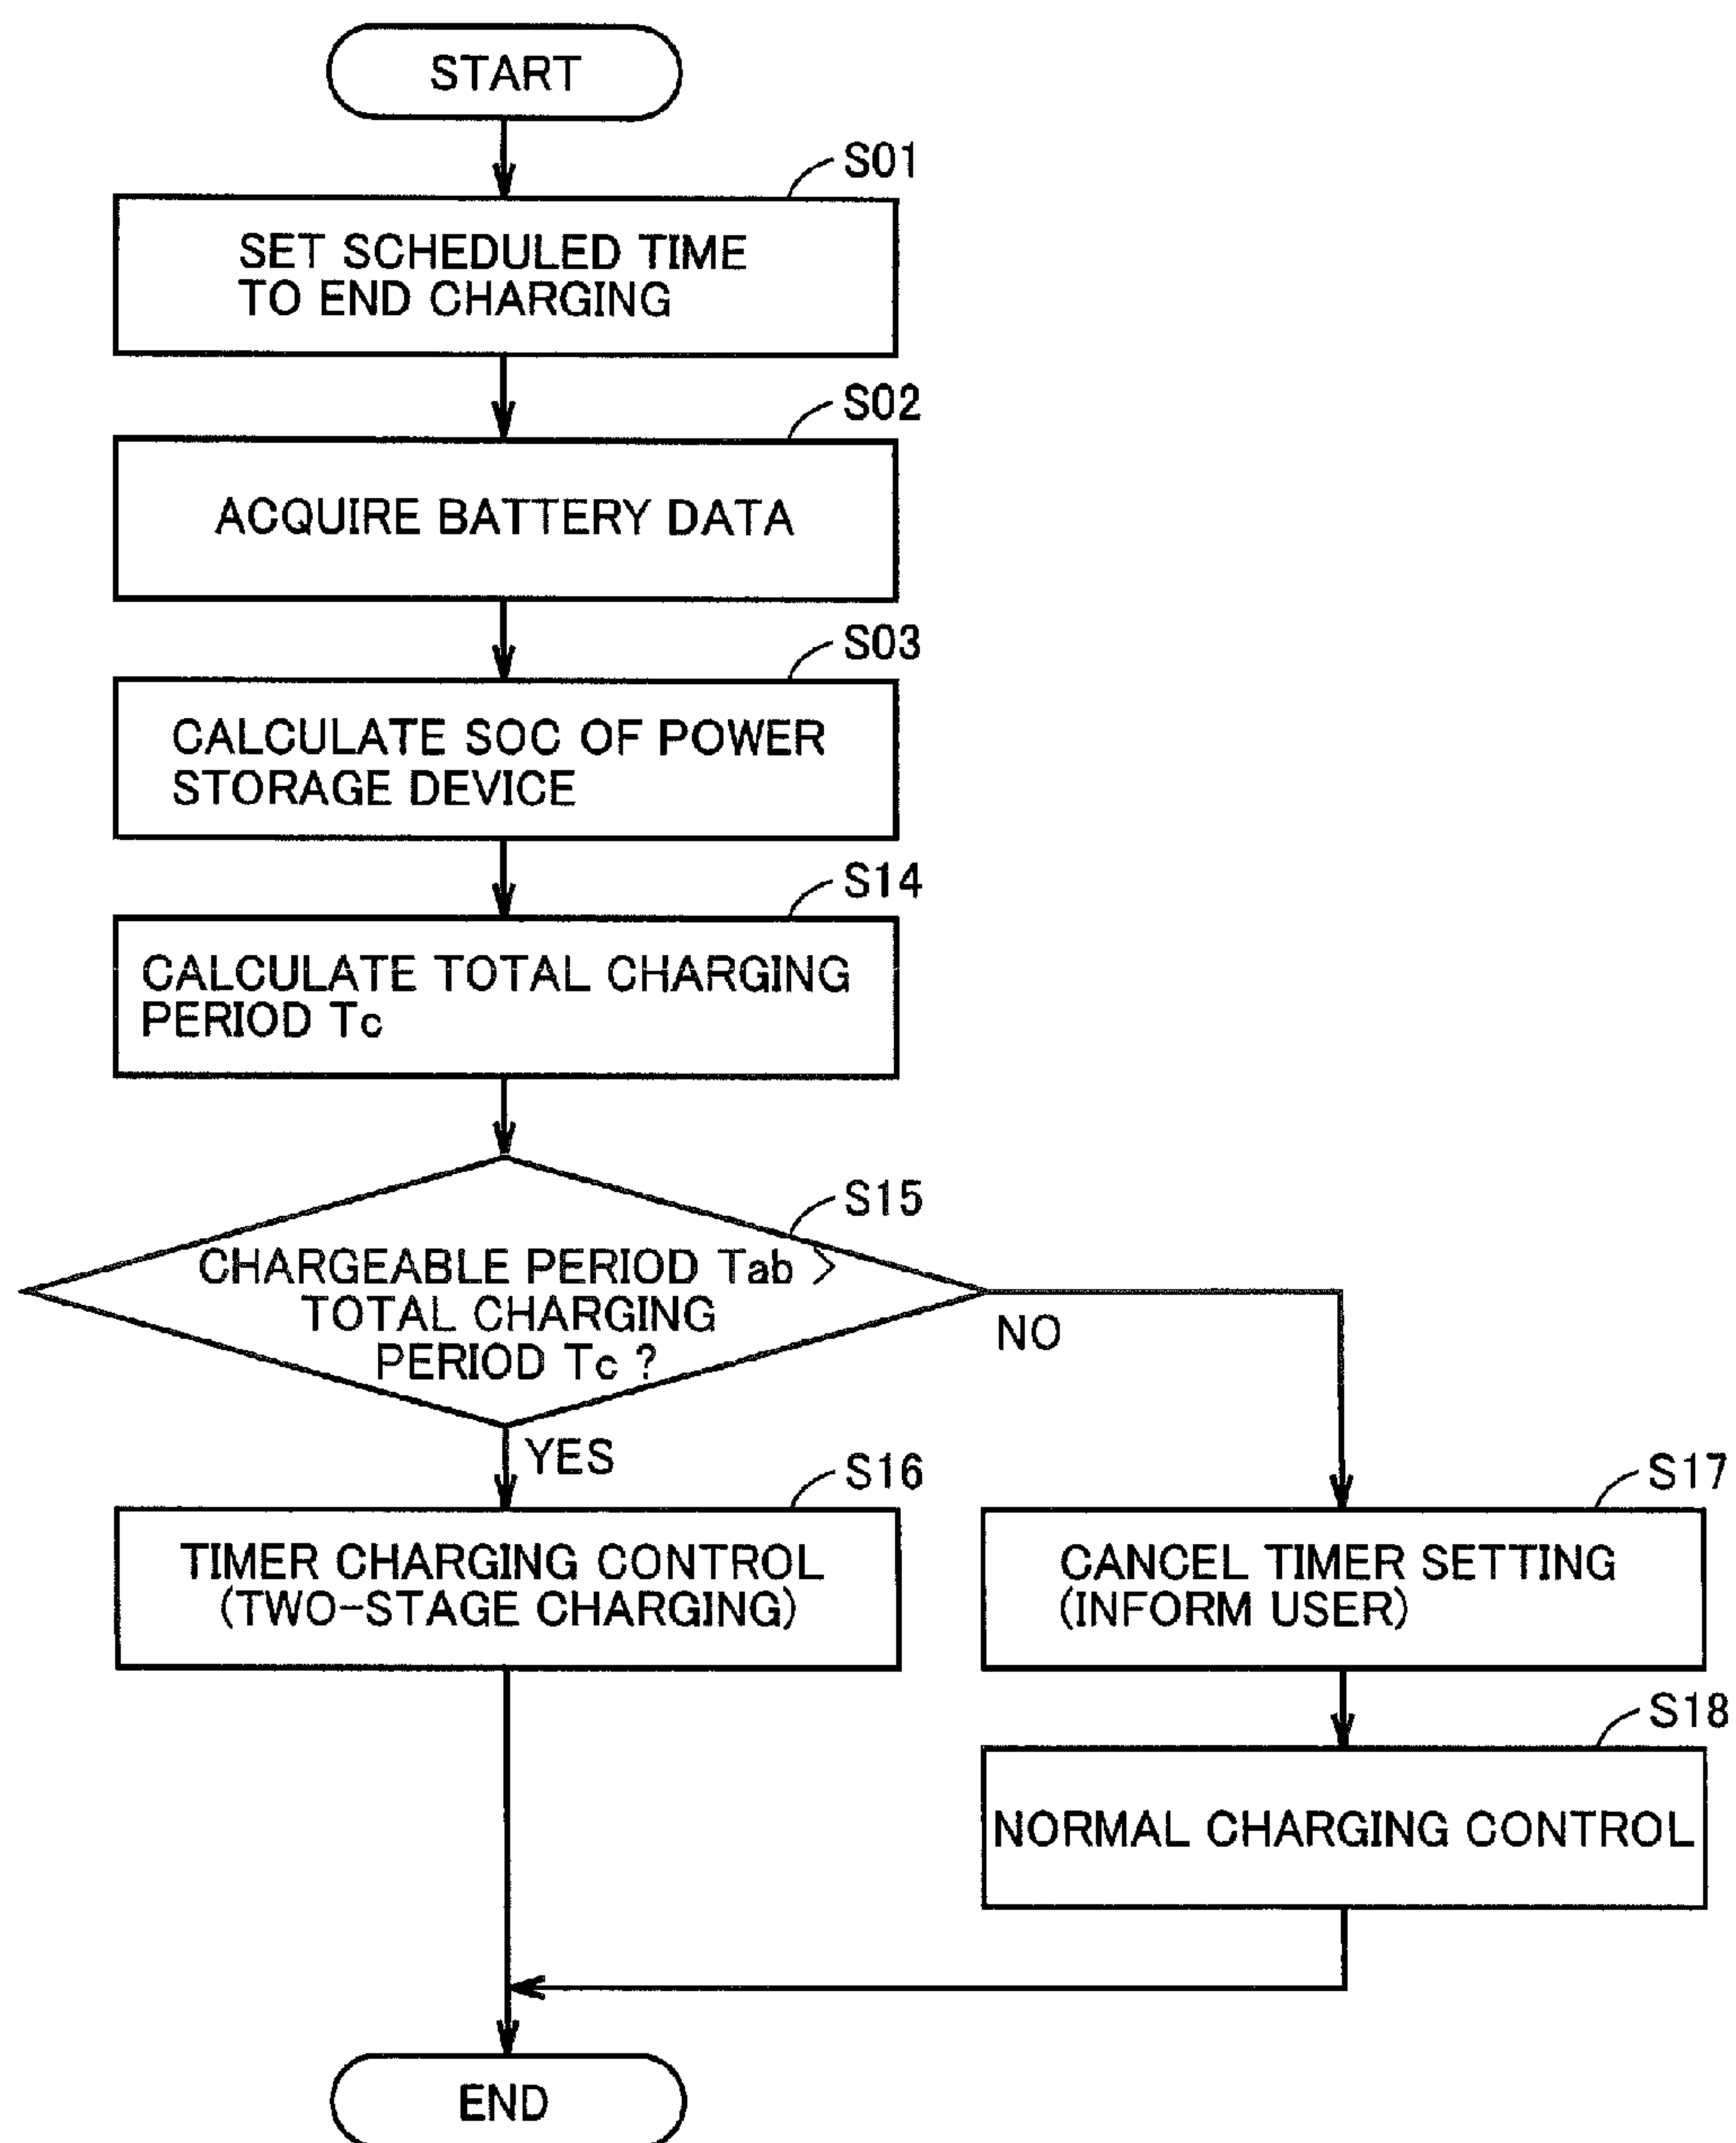 START
S01
SET SCHEDULED TIME
TO END CHARGING
S02
ACQUIRE BATTERY DATA
S03
CALCULATE SOC OF POWER
STORAGE DEVICE
S14
CALCULATE TOTAL CHARGING
PERIOD Tc
S15
CHARGEABLE PERIOD Tab >
TOTAL CHARGING
PERIOD Tc ?
NO
YES
S16
TIMER CHARGING CONTROL
(TWO-STAGE CHARGING)
S17
CANCEL TIMER SETTING
(INFORM USER)
S18
NORMAL CHARGING CONTROL
END